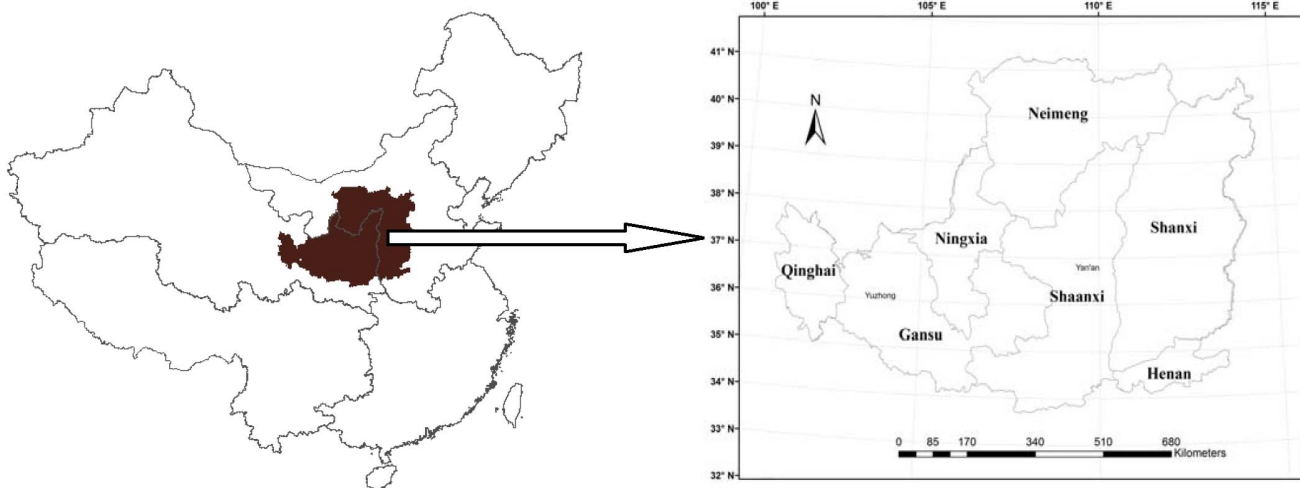 100° E 105° E 110° E 115° E
41° N
40° N
39° N
38° N
37° N
36° N
35° N
34° N
33° N
32° N
N
Neimeng
Shanxi
Ningxia
Qinghai
Yan'an
Yuzhong
Shaanxi
Gansu
Henan
0 85 170 340 510 680
Kilometers